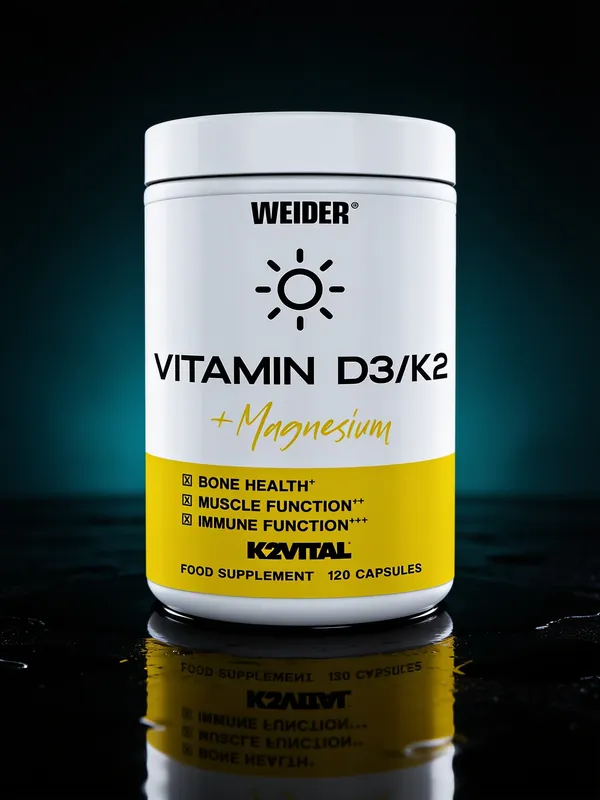 WEIDER®
VITAMIN D3/K2
+Magnesium
☒ BONE HEALTH⁺
☒ MUSCLE FUNCTION⁺⁺
☒ IMMUNE FUNCTION⁺⁺⁺
K2VITAL
FOOD SUPPLEMENT 120 CAPSULES